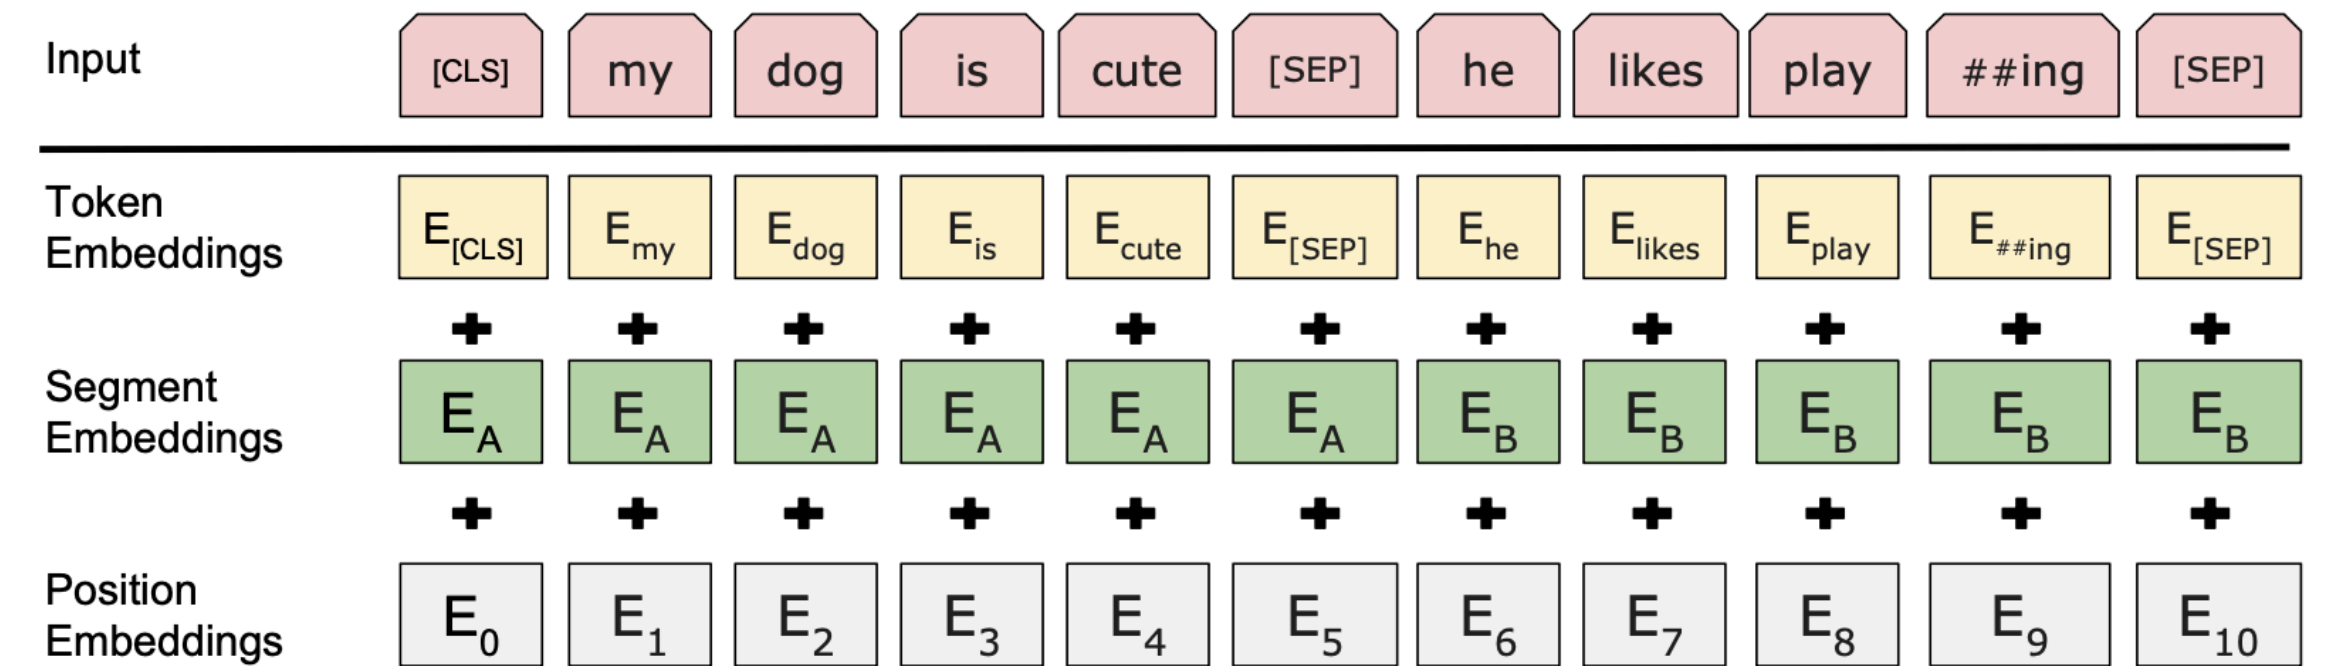 Input [CLS] my dog is cute [SEP] he likes play ##ing [SEP]
Token
Embeddings
E[CLS] Emy Edog Eis Ecute E[SEP] Ehe Elikes Eplay E##ing E[SEP]
+ + + + + + + + + + +
Segment
Embeddings
EA EA EA EA EA EA EB EB EB EB EB
+ + + + + + + + + + +
Position
Embeddings
E0 E1 E2 E3 E4 E5 E6 E7 E8 E9 E10